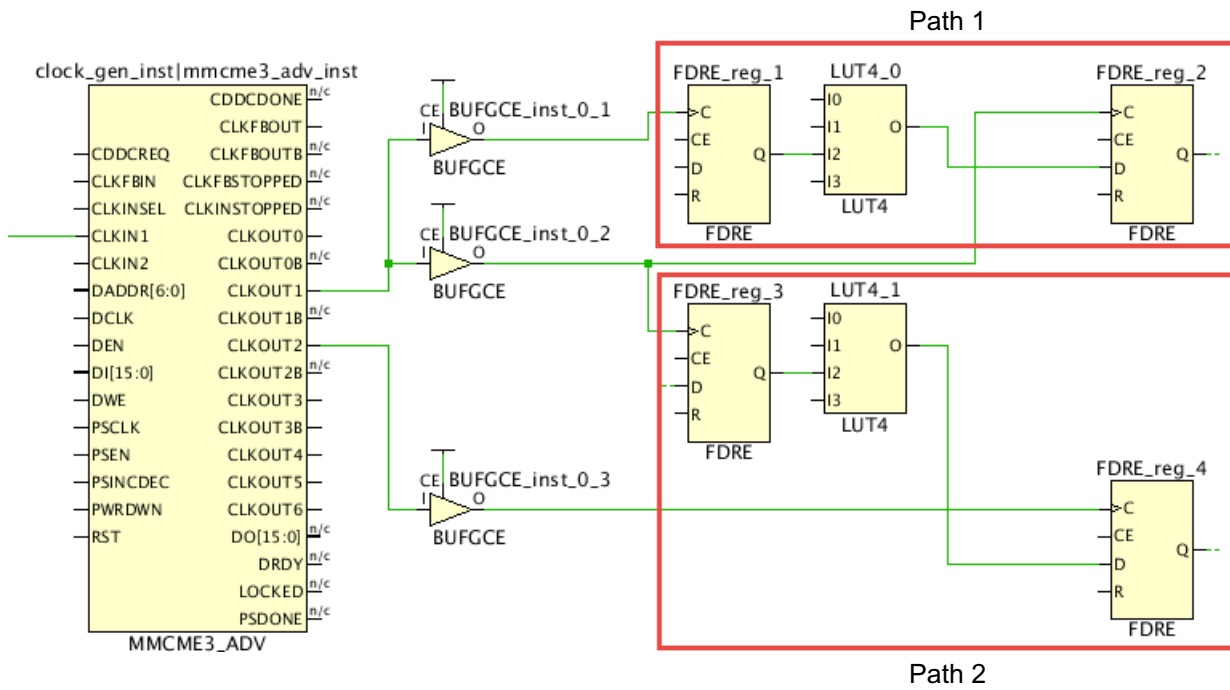 Path 1
clock_gen_inst|mmcme3_adv_inst
CDDCREQ
CLKFBIN
CLKINSEL
CLKIN1
CLKIN2
DADDR[6:0]
DCLK
DEN
DI[15:0]
DWE
PSCLK
PSEN
PSINCDEC
PWRDWN
RST
CDDCDONE n/c
CLKFBOUT
CLKFBOUTB n/c
CLKFBSTOPPED n/c
CLKINSTOPPED n/c
CLKOUT0
CLKOUT0B n/c
CLKOUT1
CLKOUT1B n/c
CLKOUT2
CLKOUT2B n/c
CLKOUT3
CLKOUT3B
CLKOUT4
CLKOUT5
CLKOUT6
DO[15:0] n/c
DRDY n/c
LOCKED n/c
PSDONE n/c
MMCME3_ADV
BUFGCE_inst_0_1
CE
I
O
BUFGCE
BUFGCE_inst_0_2
CE
I
O
BUFGCE
BUFGCE_inst_0_3
CE
I
O
BUFGCE
FDRE_reg_1
C
CE
D
R
Q
FDRE
LUT4_0
I0
I1
I2
I3
O
LUT4
FDRE_reg_2
C
CE
D
R
Q
FDRE
FDRE_reg_3
C
CE
D
R
Q
FDRE
LUT4_1
I0
I1
I2
I3
O
LUT4
FDRE_reg_4
C
CE
D
R
Q
FDRE
Path 2